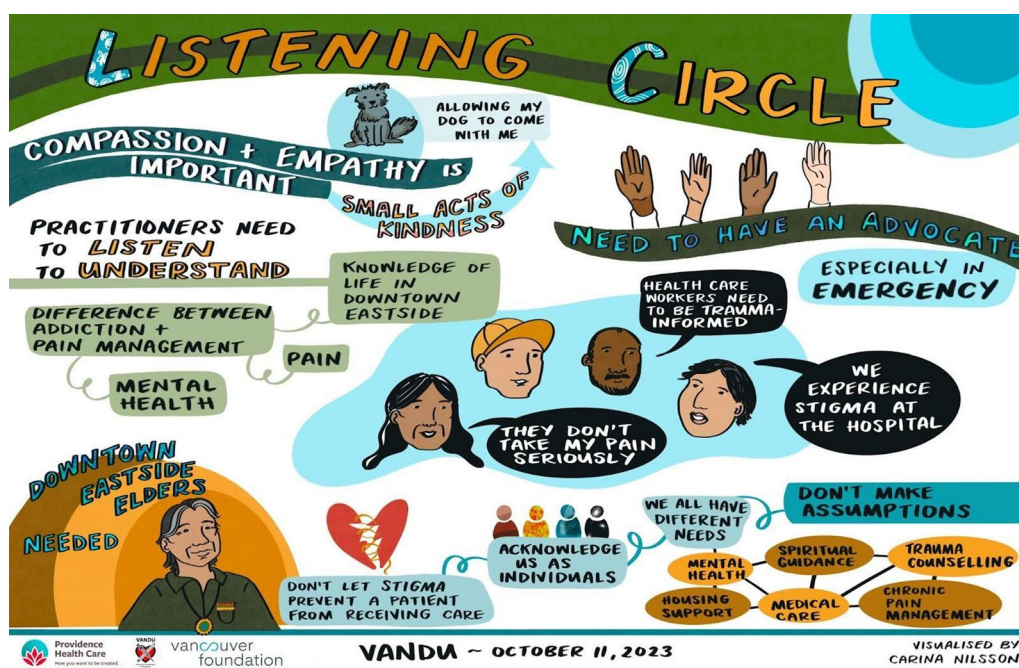 LISTENING CIRCLE
ALLOWING MY
DOG TO COME
WITH ME
COMPASSION + EMPATHY IS
IMPORTANT
SMALL ACTS OF
KINDNESS
PRACTITIONERS NEED
TO LISTEN
TO UNDERSTAND
KNOWLEDGE OF
LIFE IN
DOWNTOWN
EASTSIDE
DIFFERENCE BETWEEN
ADDICTION +
PAIN MANAGEMENT
PAIN
MENTAL
HEALTH
NEED TO HAVE AN ADVOCATE
ESPECIALLY IN
EMERGENCY
HEALTH CARE
WORKERS NEED
TO BE TRAUMA-
INFORMED
WE
EXPERIENCE
STIGMA AT
THE HOSPITAL
THEY DON'T
TAKE MY PAIN
SERIOUSLY
DOWNTOWN
EASTSIDE
ELDERS
NEEDED
DON'T LET STIGMA
PREVENT A PATIENT
FROM RECEIVING CARE
ACKNOWLEDGE
US AS
INDIVIDUALS
WE ALL HAVE
DIFFERENT
NEEDS
DON'T MAKE
ASSUMPTIONS
MENTAL
HEALTH
SPIRITUAL
GUIDANCE
TRAUMA
COUNSELLING
HOUSING
SUPPORT
MEDICAL
CARE
CHRONIC
PAIN
MANAGEMENT
Providence
Health Care
How you want to be treated.
VANDU
vancouver
foundation
VANDU ~ OCTOBER 11, 2023
VISUALISED BY
CARINA NILSSON